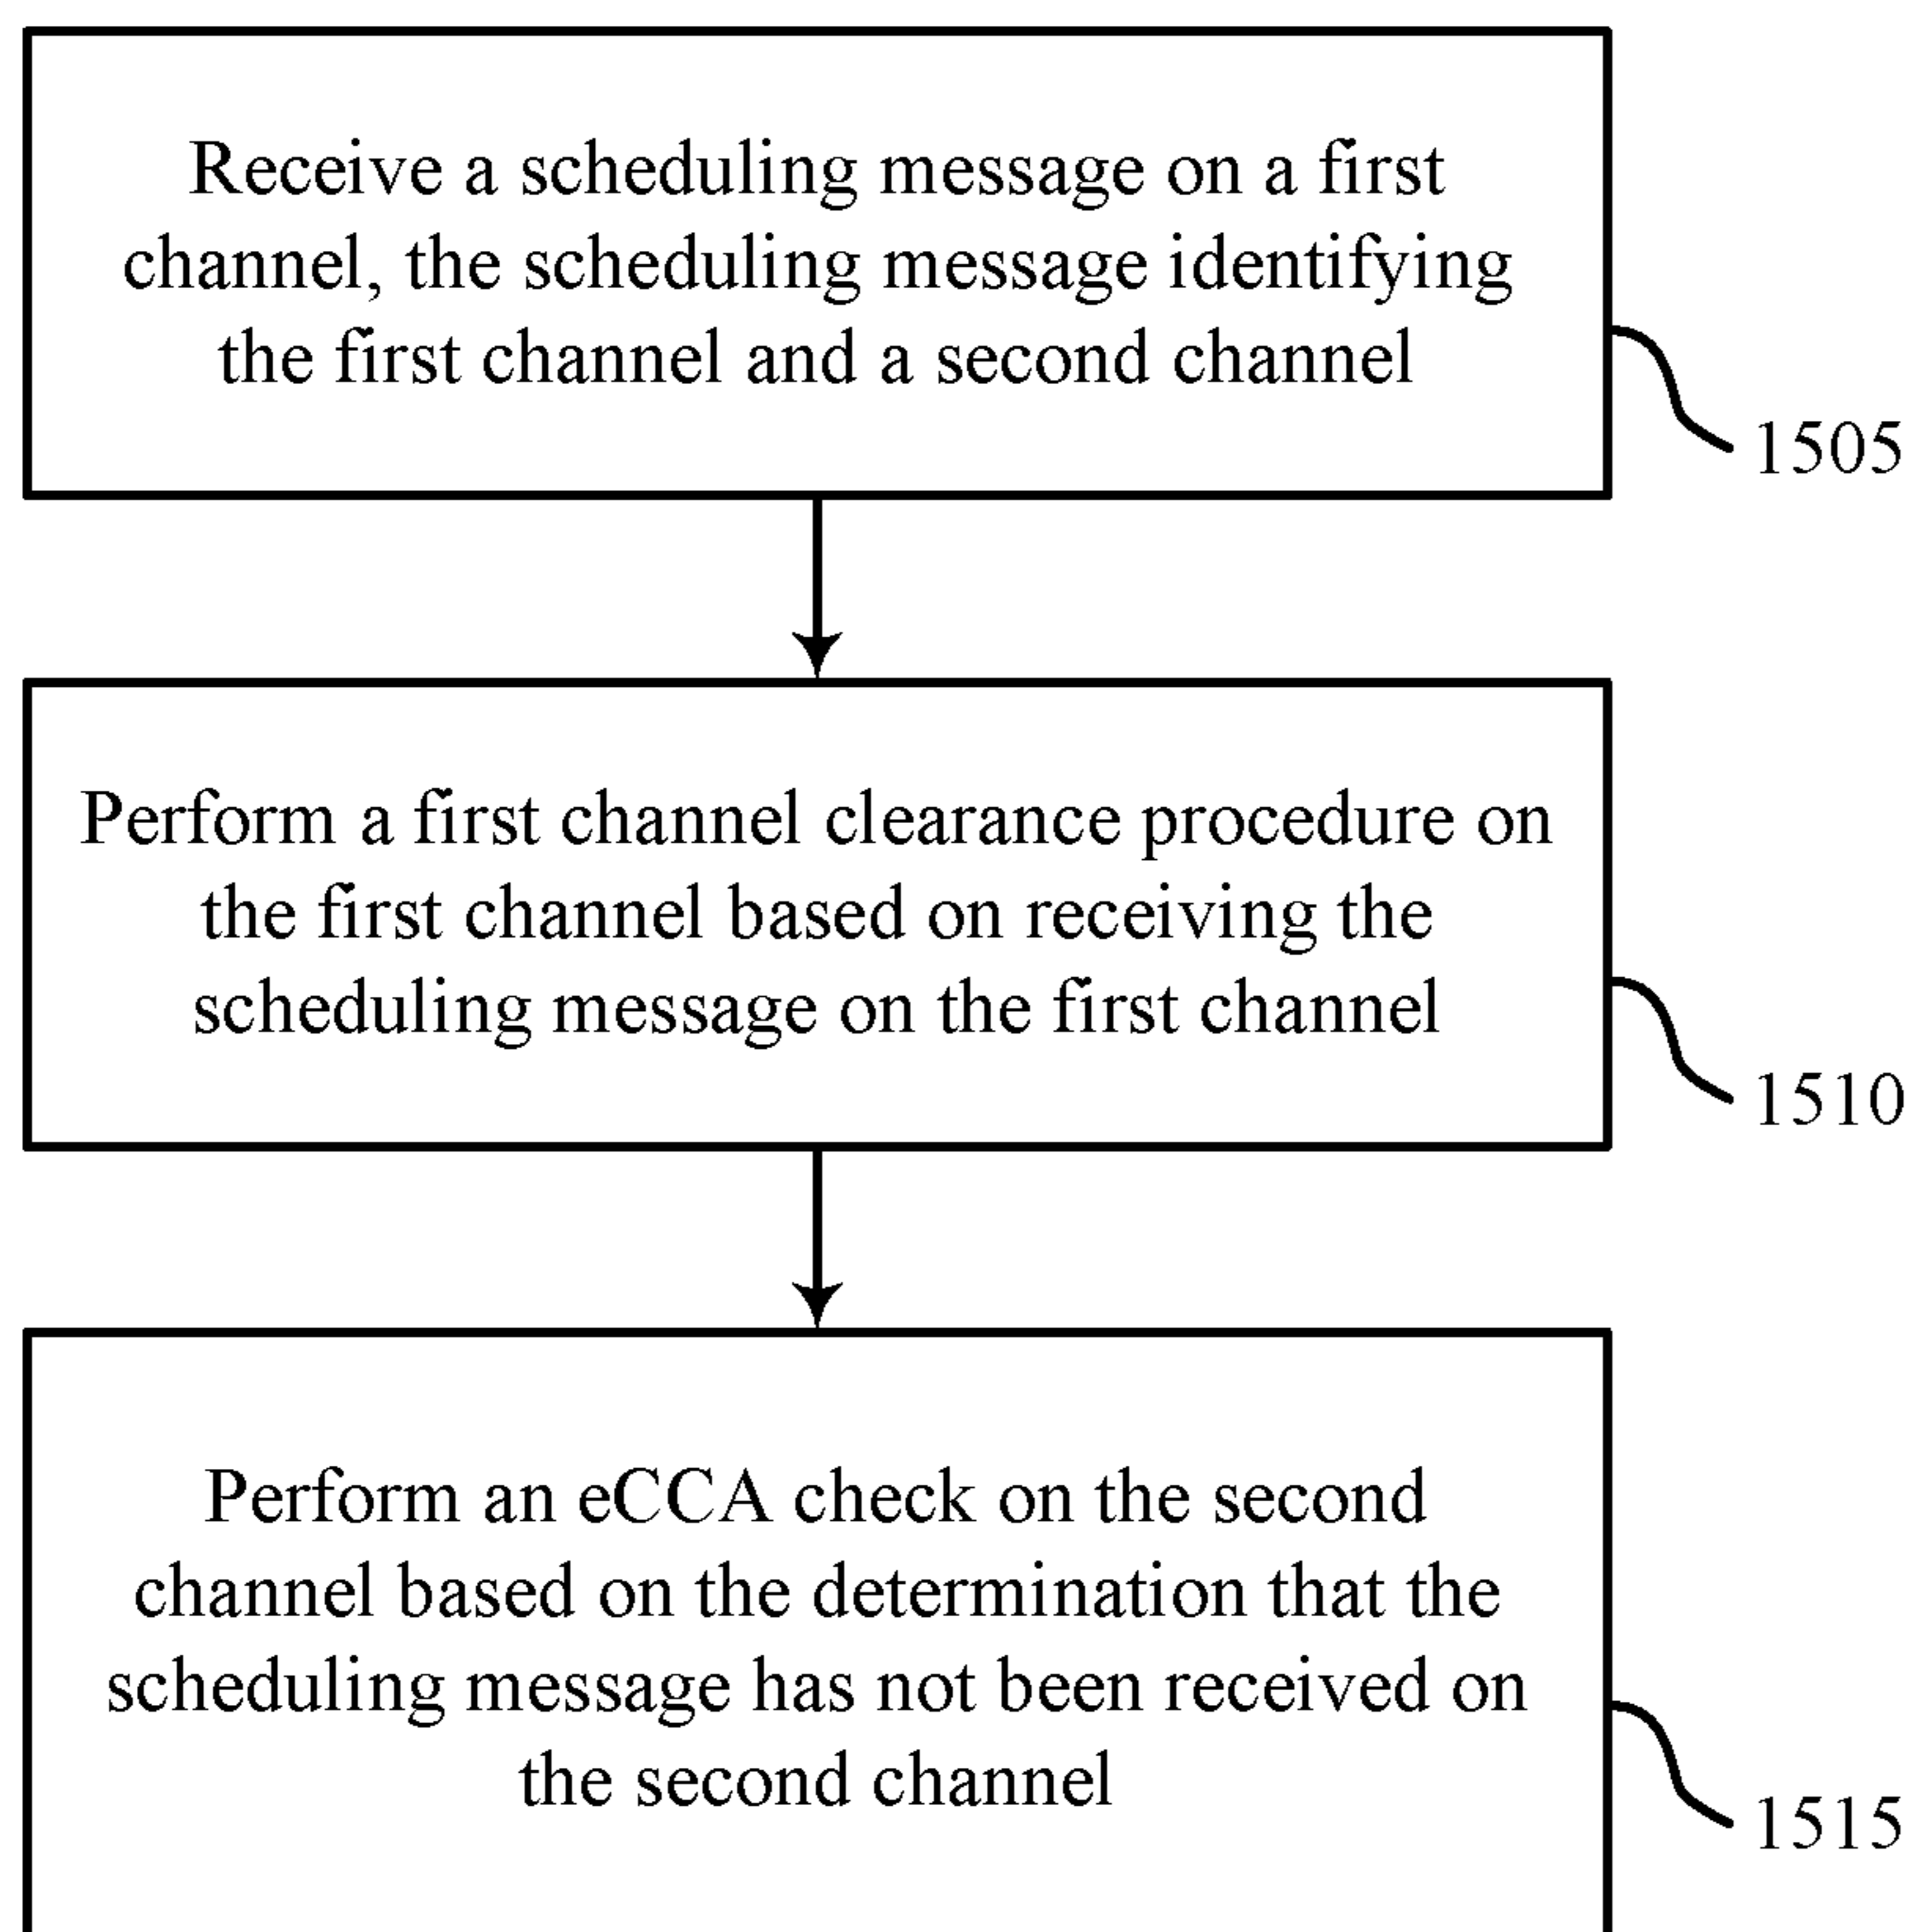 Receive a scheduling message on a first
channel, the scheduling message identifying
the first channel and a second channel
1505
Perform a first channel clearance procedure on
the first channel based on receiving the
scheduling message on the first channel
1510
Perform an eCCA check on the second
channel based on the determination that the
scheduling message has not been received on
the second channel
1515